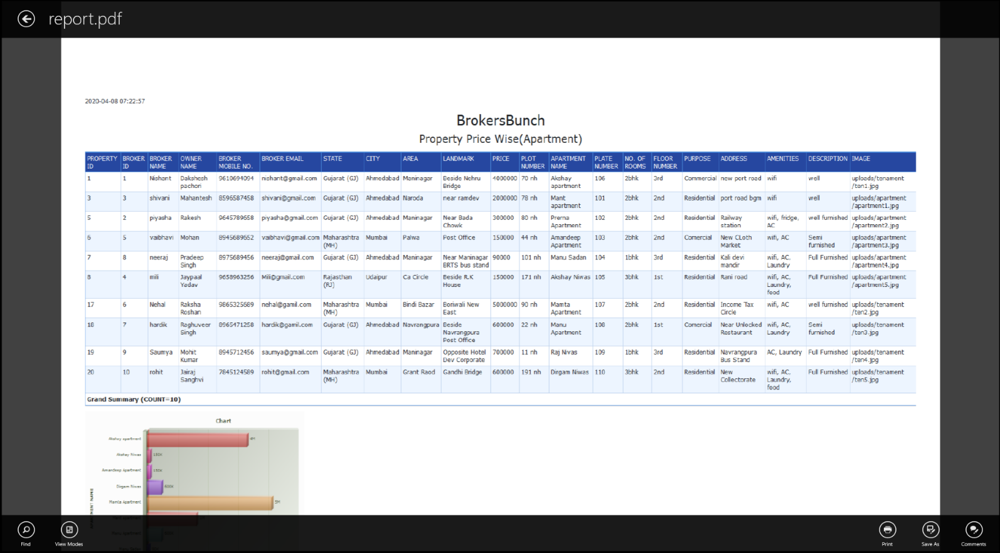 report.pdf
2020-04-08 07:22:57
BrokersBunch
Property Price Wise(Apartment)
PROPERTY ID BROKER ID BROKER NAME OWNER NAME BROKER MOBILE NO. BROKER EMAIL STATE CITY AREA LANDMARK PRICE PLOT NUMBER APARTMENT NAME PLATE NUMBER NO. OF ROOMS FLOOR NUMBER PURPOSE ADDRESS AMENITIES DESCRIPTION IMAGE
1 1 Nishant Dakshesh pachori 9610694094 nishant@gmail.com Gujarat (GJ) Ahmedabad Maninagar Beside Nehru Bridge 4000000 70 nh Akshay apartment 106 2bhk 3rd Commercial new port road wifi well uploads/tenament /ten1.jpg
3 3 shivani Mahantesh 8596587458 shivani@gmail.com Gujarat (GJ) Ahmedabad Naroda near ramdev 2000000 78 nh Mant apartment 101 2bhk 2nd Residential port road bgm wifi well uploads/apartment /apartment1.jpg
5 2 piyasha Rakesh 9645789658 piyasha@gmail.com Gujarat (GJ) Ahmedabad Maninagar Near Bada Chowk 300000 80 nh Prerna Apartment 102 2bhk 2nd Residential Railway station wifi, fridge, AC well furnished uploads/apartment /apartment2.jpg
6 5 vaibhavi Mohan 8945689652 vaibhavi@gmail.com Maharashtra (MH) Mumbai Palwa Post Office 150000 44 nh Amandeep Apartment 103 2bhk 2nd Comercial New CLoth Market wifi, AC Semi furnished uploads/apartment /apartment3.jpg
7 8 neeraj Pradeep Singh 8975689456 neeraj@gmail.com Gujarat (GJ) Ahmedabad Maninagar Near Maninagar BRTS bus stand 90000 101 nh Manu Sadan 104 1bhk 3rd Residential Kali devi mandir wifi, AC, Laundry Full Furnished uploads/apartment /apartment4.jpg
8 4 mili Jaypaal Yadav 9658963256 Mili@gmail.com Rajasthan (RJ) Udaipur Ca Circle Beside R.K House 150000 171 nh Akshay Niwas 105 3bhk 1st Residential Rani road wifi, AC, Laundry, food Full Furnished uploads/apartment /apartment5.jpg
17 6 Nehal Raksha Roshan 9865325689 nehal@gamil.com Maharashtra (MH) Mumbai Bindi Bazar Boriwali New East 5000000 90 nh Mamta Apartment 107 2bhk 2nd Residential Income Tax Circle wifi, AC well furnished uploads/tenament /ten2.jpg
18 7 hardik Raghuveer Singh 8965471258 hardik@gamil.com Gujarat (GJ) Ahmedabad Navrangpura Beside Navrangpura Post Office 600000 22 nh Manu Apartment 108 2bhk 1st Comercial Near Unlocked Restaurant wifi, AC, Laundry Semi furnished uploads/tenament /ten3.jpg
19 9 Saumya Mohit Kumar 8945712456 saumya@gmail.com Gujarat (GJ) Ahmedabad Maninagar Opposite Hotel Dev Corporate 700000 11 nh Raj Nivas 109 1bhk 3rd Residential Navrangpura Bus Stand AC, Laundry Full Furnished uploads/tenament /ten4.jpg
20 10 rohit Jairaj Sanghvi 7845124589 rohit@gmail.com Maharashtra (MH) Mumbai Grant Raod Gandhi Bridge 600000 191 nh Dirgam Niwas 110 3bhk 2nd Residential New Collectorate wifi, AC, Laundry, food Full Furnished uploads/tenament /ten5.jpg
Grand Summary (COUNT=10)
Chart
Akshay apartment 4M
Akshay Niwas 150K
Amandeep Apartment 150K
Dirgam Niwas 600K
Mamta Apartment 5M
Find View Modes Print Save As Comments